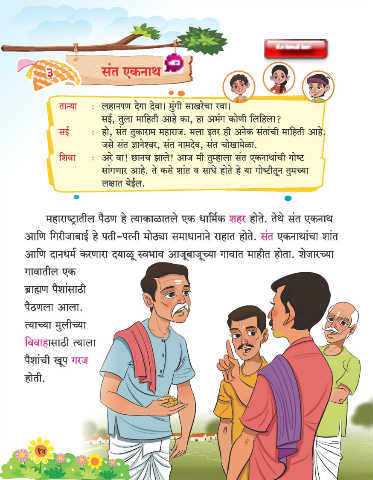 ३
संत एकनाथ
तान्या : लहानपण देगा देवा। मुंगी साखरेचा रवा।
सई, तुला माहिती आहे का, हा अभंग कोणी लिहिला?
सई : हो, संत तुकाराम महाराज. मला इतर ही अनेक संतांची माहिती आहे.
जसे संत ज्ञानेश्वर, संत नामदेव, संत चोखामेळा.
शिवा : अरे वा! छानच झाले! आज मी तुम्हाला संत एकनाथांची गोष्ट
सांगणार आहे. ते कसे शांत व साधे होते हे या गोष्टीतून तुमच्या
लक्षात येईल.
महाराष्ट्रातील पैठण हे त्याकाळातले एक धार्मिक शहर होते. तेथे संत एकनाथ
आणि गिरीजाबाई हे पती-पत्नी मोठ्या समाधानाने राहात होते. संत एकनाथांचा शांत
आणि दानधर्म करणारा दयाळू स्वभाव आजूबाजूच्या गावात माहीत होता. शेजारच्या
गावातील एक
ब्राह्मण पैशांसाठी
पैठणला आला.
त्याच्या मुलीच्या
विवाहासाठी त्याला
पैशांची खूप गरज
होती.